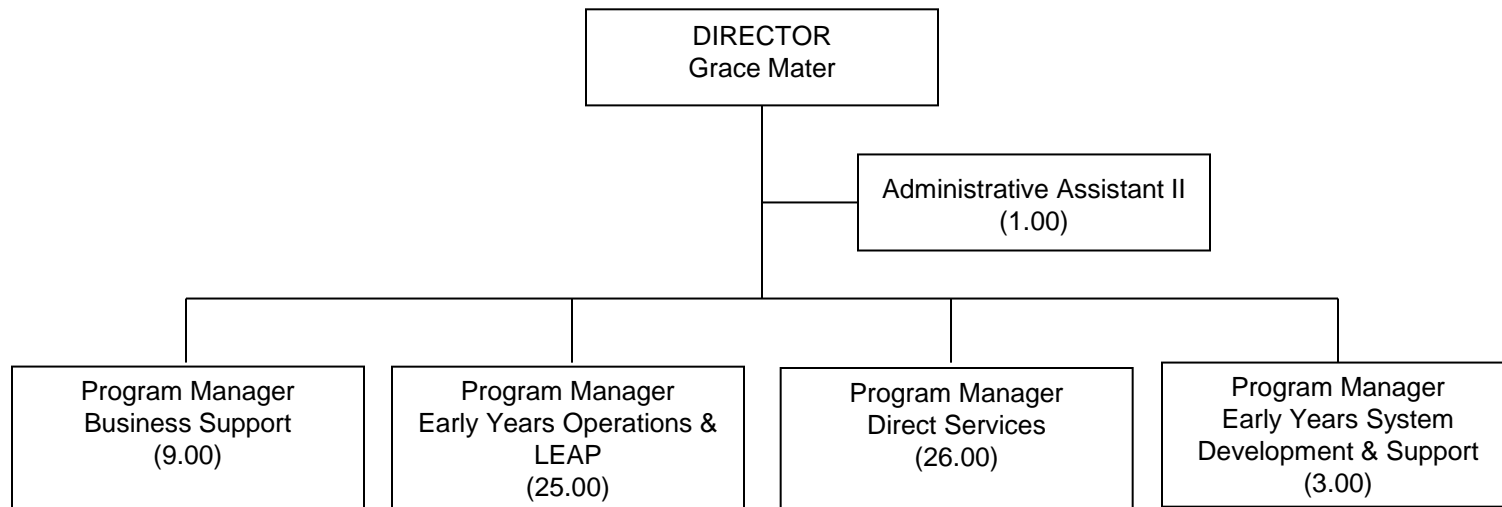 DIRECTOR
Grace Mater
Administrative Assistant II
(1.00)
Program Manager
Business Support
(9.00)
Program Manager
Early Years Operations &
LEAP
(25.00)
Program Manager
Direct Services
(26.00)
Program Manager
Early Years System
Development & Support
(3.00)